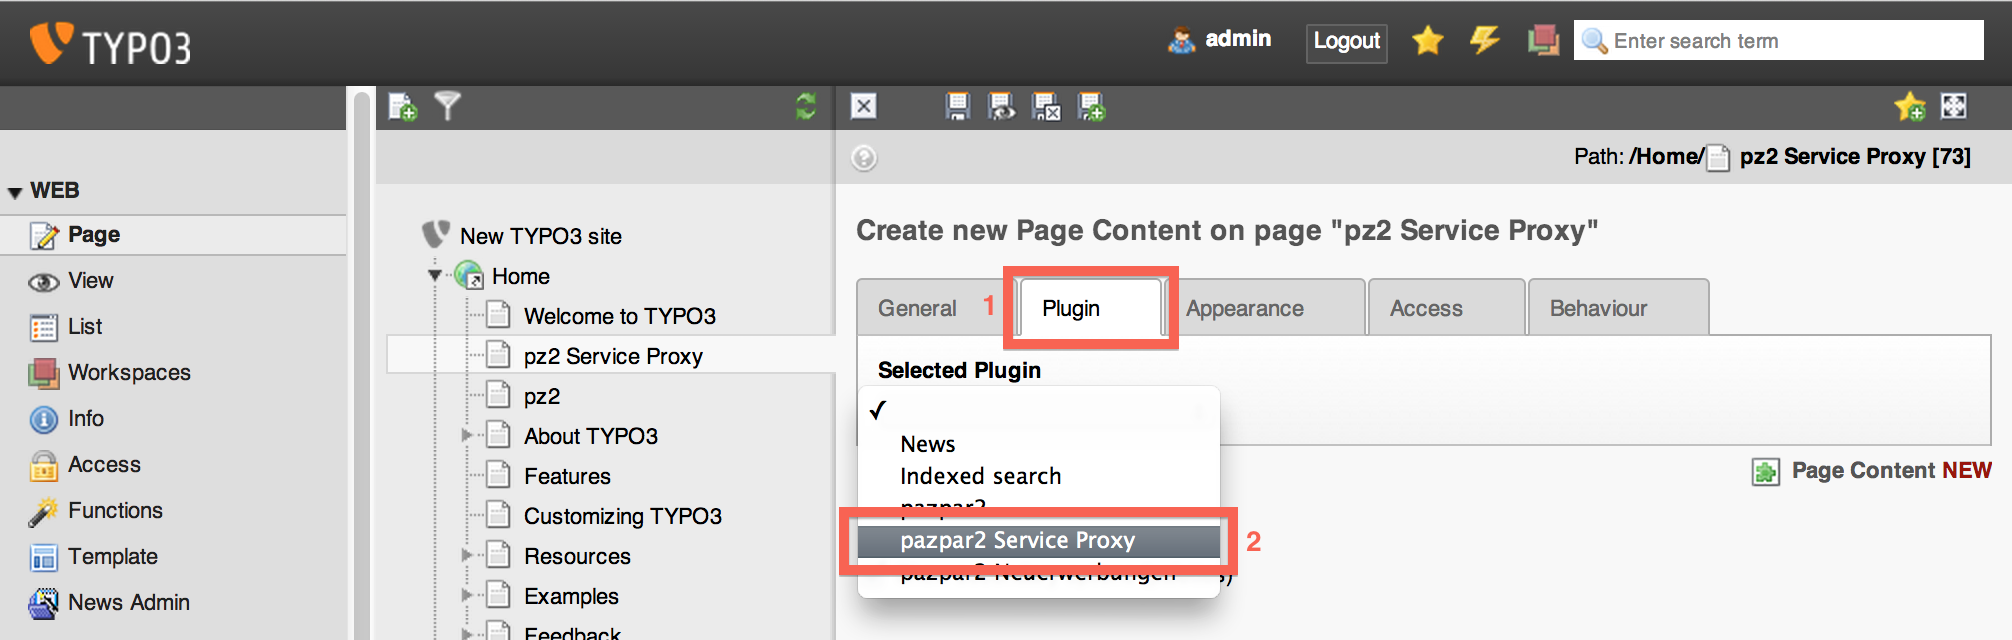 TYPO3
admin
Logout
Enter search term
Path: /Home/ pz2 Service Proxy [73]
WEB
Page
View
List
Workspaces
Info
Access
Functions
Template
News Admin
New TYPO3 site
Home
Welcome to TYPO3
pz2 Service Proxy
pz2
About TYPO3
Features
Customizing TYPO3
Resources
Examples
Feedback
Create new Page Content on page "pz2 Service Proxy"
General 1 Plugin Appearance Access Behaviour
Selected Plugin
✓
News
Indexed search
pazpar2
pazpar2 Service Proxy 2
pazpar2 Neuerwerbungen s)
Page Content NEW